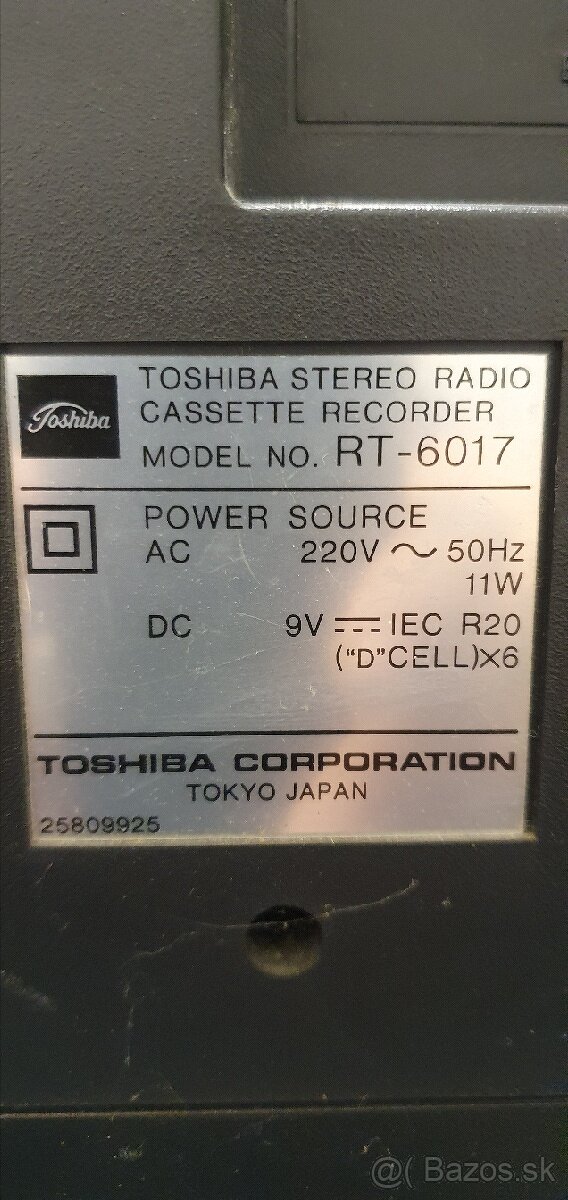 Toshiba
TOSHIBA STEREO RADIO
CASSETTE RECORDER
MODEL NO. RT-6017
POWER SOURCE
AC 220V ~ 50Hz
11W
DC 9V ⎓ IEC R20
("D"CELL)×6
TOSHIBA CORPORATION
TOKYO JAPAN
25809925
@( Bazos.sk